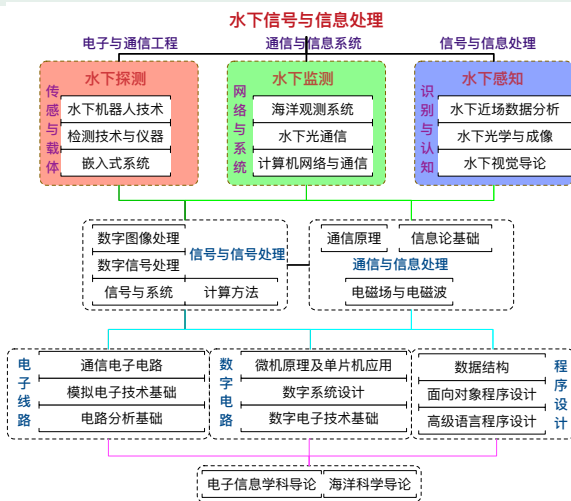 水下信号与信息处理
电子与通信工程
通信与信息系统
信号与信息处理
水下探测
传感与载体
水下机器人技术
检测技术与仪器
嵌入式系统
水下监测
网络与系统
海洋观测系统
水下光通信
计算机网络与通信
水下感知
识别与认知
水下近场数据分析
水下光学与成像
水下视觉导论
数字图像处理
数字信号处理
信号与信号处理
信号与系统
计算方法
通信原理
信息论基础
通信与信息处理
电磁场与电磁波
电子线路
通信电子电路
模拟电子技术基础
电路分析基础
数字电路
微机原理及单片机应用
数字系统设计
数字电子技术基础
数据结构
面向对象程序设计
高级语言程序设计
程序设计
电子信息学科导论
海洋科学导论